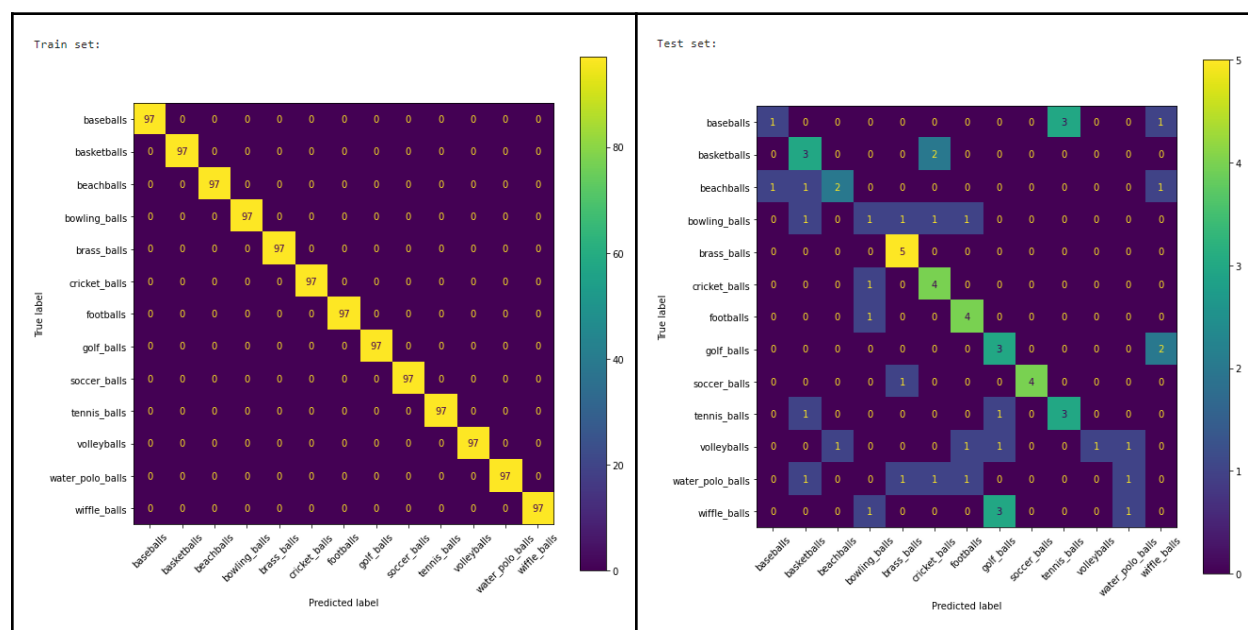 Train set:
baseballs 97 0 0 0 0 0 0 0 0 0 0 0 0
basketballs 0 97 0 0 0 0 0 0 0 0 0 0 0
beachballs 0 0 97 0 0 0 0 0 0 0 0 0 0
bowling_balls 0 0 0 97 0 0 0 0 0 0 0 0 0
brass_balls 0 0 0 0 97 0 0 0 0 0 0 0 0
cricket_balls 0 0 0 0 0 97 0 0 0 0 0 0 0
footballs 0 0 0 0 0 0 97 0 0 0 0 0 0
golf_balls 0 0 0 0 0 0 0 97 0 0 0 0 0
soccer_balls 0 0 0 0 0 0 0 0 97 0 0 0 0
tennis_balls 0 0 0 0 0 0 0 0 0 97 0 0 0
volleyballs 0 0 0 0 0 0 0 0 0 0 97 0 0
water_polo_balls 0 0 0 0 0 0 0 0 0 0 0 97 0
wiffle_balls 0 0 0 0 0 0 0 0 0 0 0 0 97
True label
baseballs basketballs beachballs bowling_balls brass_balls cricket_balls footballs golf_balls soccer_balls tennis_balls volleyballs water_polo_balls wiffle_balls
Predicted label
80
60
40
20
0
Test set:
baseballs 1 0 0 0 0 0 0 0 0 3 0 0 1
basketballs 0 3 0 0 0 2 0 0 0 0 0 0 0
beachballs 1 1 2 0 0 0 0 0 0 0 0 0 1
bowling_balls 0 1 0 1 1 1 1 0 0 0 0 0 0
brass_balls 0 0 0 0 5 0 0 0 0 0 0 0 0
cricket_balls 0 0 0 1 0 4 0 0 0 0 0 0 0
footballs 0 0 0 1 0 0 4 0 0 0 0 0 0
golf_balls 0 0 0 0 0 0 0 3 0 0 0 0 2
soccer_balls 0 0 0 0 1 0 0 0 4 0 0 0 0
tennis_balls 0 1 0 0 0 0 0 1 0 3 0 0 0
volleyballs 0 0 1 0 0 0 1 1 0 0 1 1 0
water_polo_balls 0 1 0 0 1 1 1 0 0 0 0 1 0
wiffle_balls 0 0 0 1 0 0 0 3 0 0 0 1 0
True label
baseballs basketballs beachballs bowling_balls brass_balls cricket_balls footballs golf_balls soccer_balls tennis_balls volleyballs water_polo_balls wiffle_balls
Predicted label
5
4
3
2
1
0